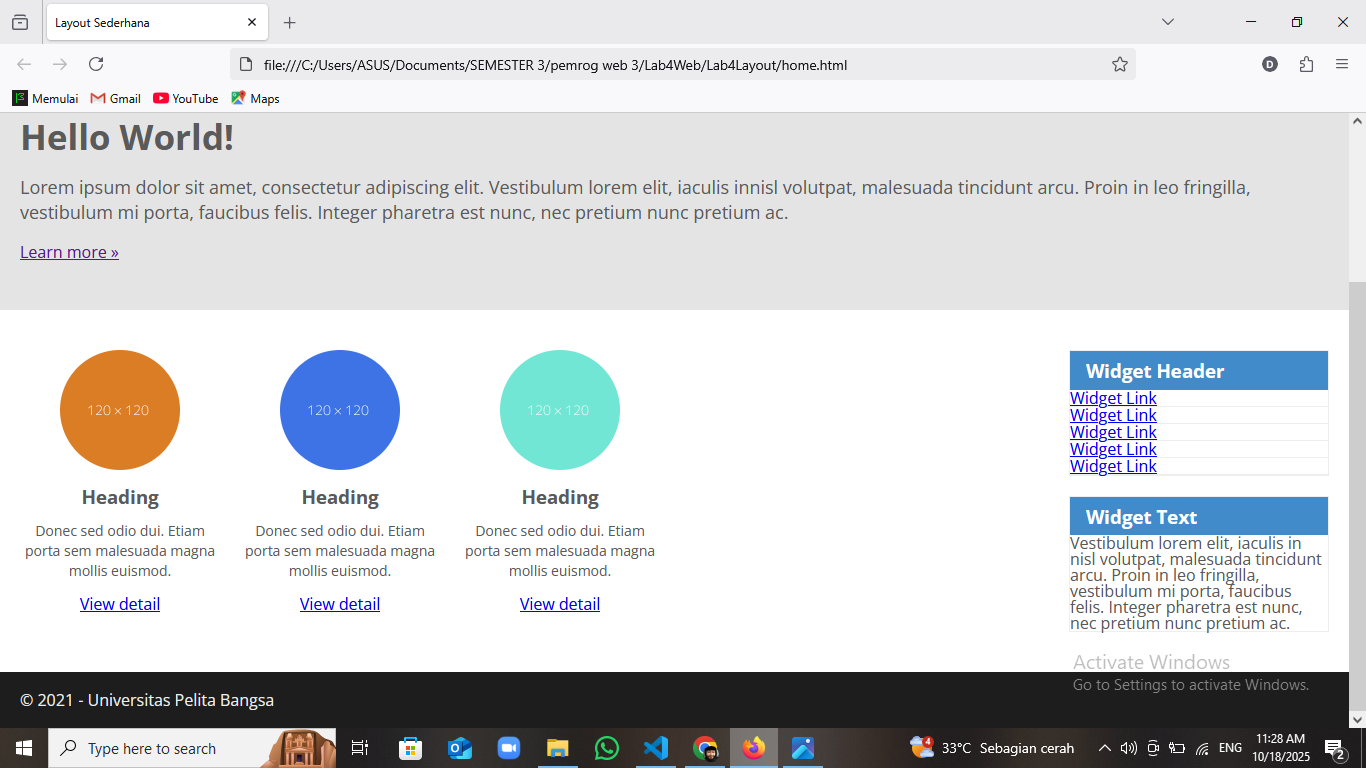 Layout Sederhana
file:///C:/Users/ASUS/Documents/SEMESTER 3/pemrog web 3/Lab4Web/Lab4Layout/home.html
D
Memulai Gmail YouTube Maps
Hello World!
Lorem ipsum dolor sit amet, consectetur adipiscing elit. Vestibulum lorem elit, iaculis innisl volutpat, malesuada tincidunt arcu. Proin in leo fringilla,
vestibulum mi porta, faucibus felis. Integer pharetra est nunc, nec pretium nunc pretium ac.
Learn more »
120 × 120
Heading
Donec sed odio dui. Etiam
porta sem malesuada magna
mollis euismod.
View detail
120 × 120
Heading
Donec sed odio dui. Etiam
porta sem malesuada magna
mollis euismod.
View detail
120 × 120
Heading
Donec sed odio dui. Etiam
porta sem malesuada magna
mollis euismod.
View detail
Widget Header
Widget Link
Widget Link
Widget Link
Widget Link
Widget Link
Widget Text
Vestibulum lorem elit, iaculis in
nisl volutpat, malesuada tincidunt
arcu. Proin in leo fringilla,
vestibulum mi porta, faucibus
felis. Integer pharetra est nunc,
nec pretium nunc pretium ac.
Activate Windows
Go to Settings to activate Windows.
© 2021 - Universitas Pelita Bangsa
Type here to search
4
33°C Sebagian cerah
ENG
11:28 AM
10/18/2025
2